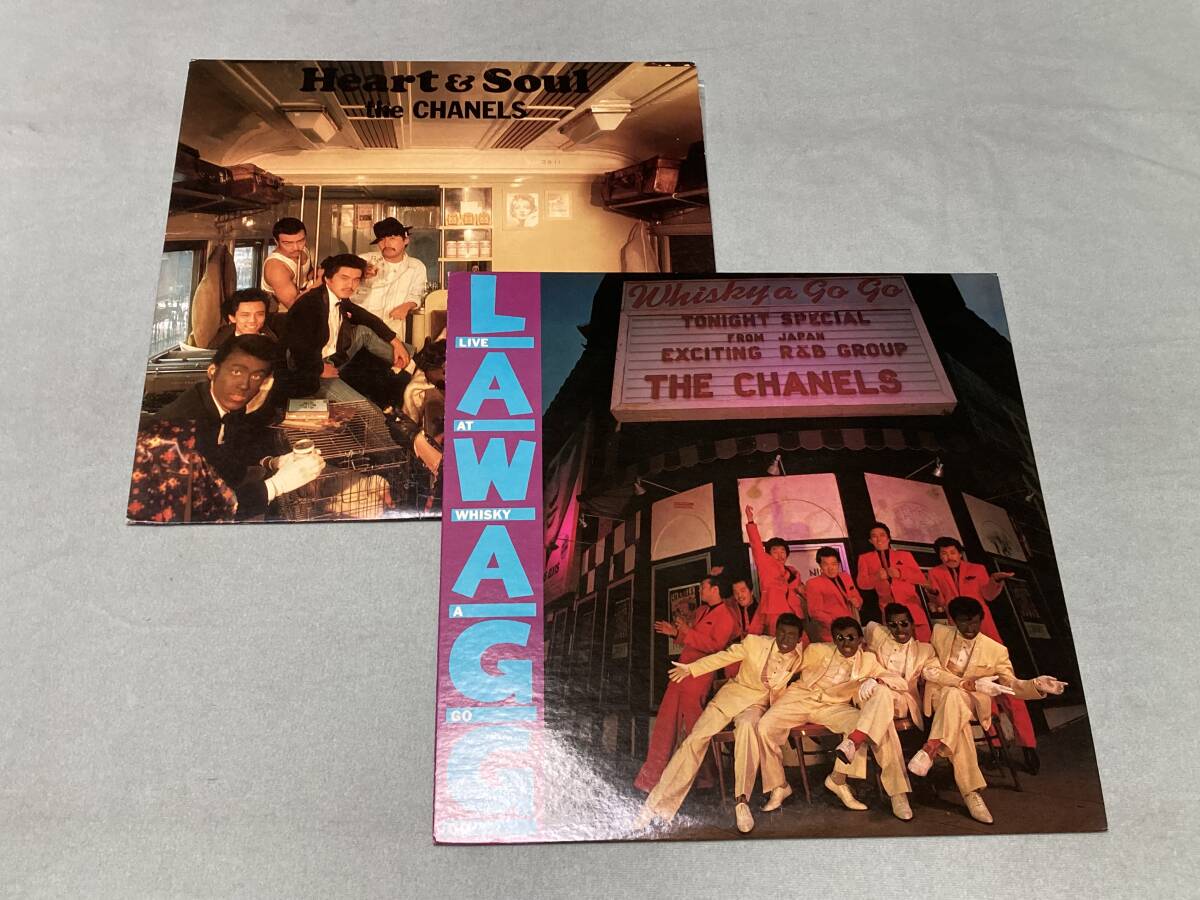 Heart & Soul
the CHANELS
3811
Whisky a Go Go
TONIGHT SPECIAL
FROM JAPAN
EXCITING R&B GROUP
THE CHANELS
L
LIVE
A
AT
W
WHISKY
A
A
G
GO
G